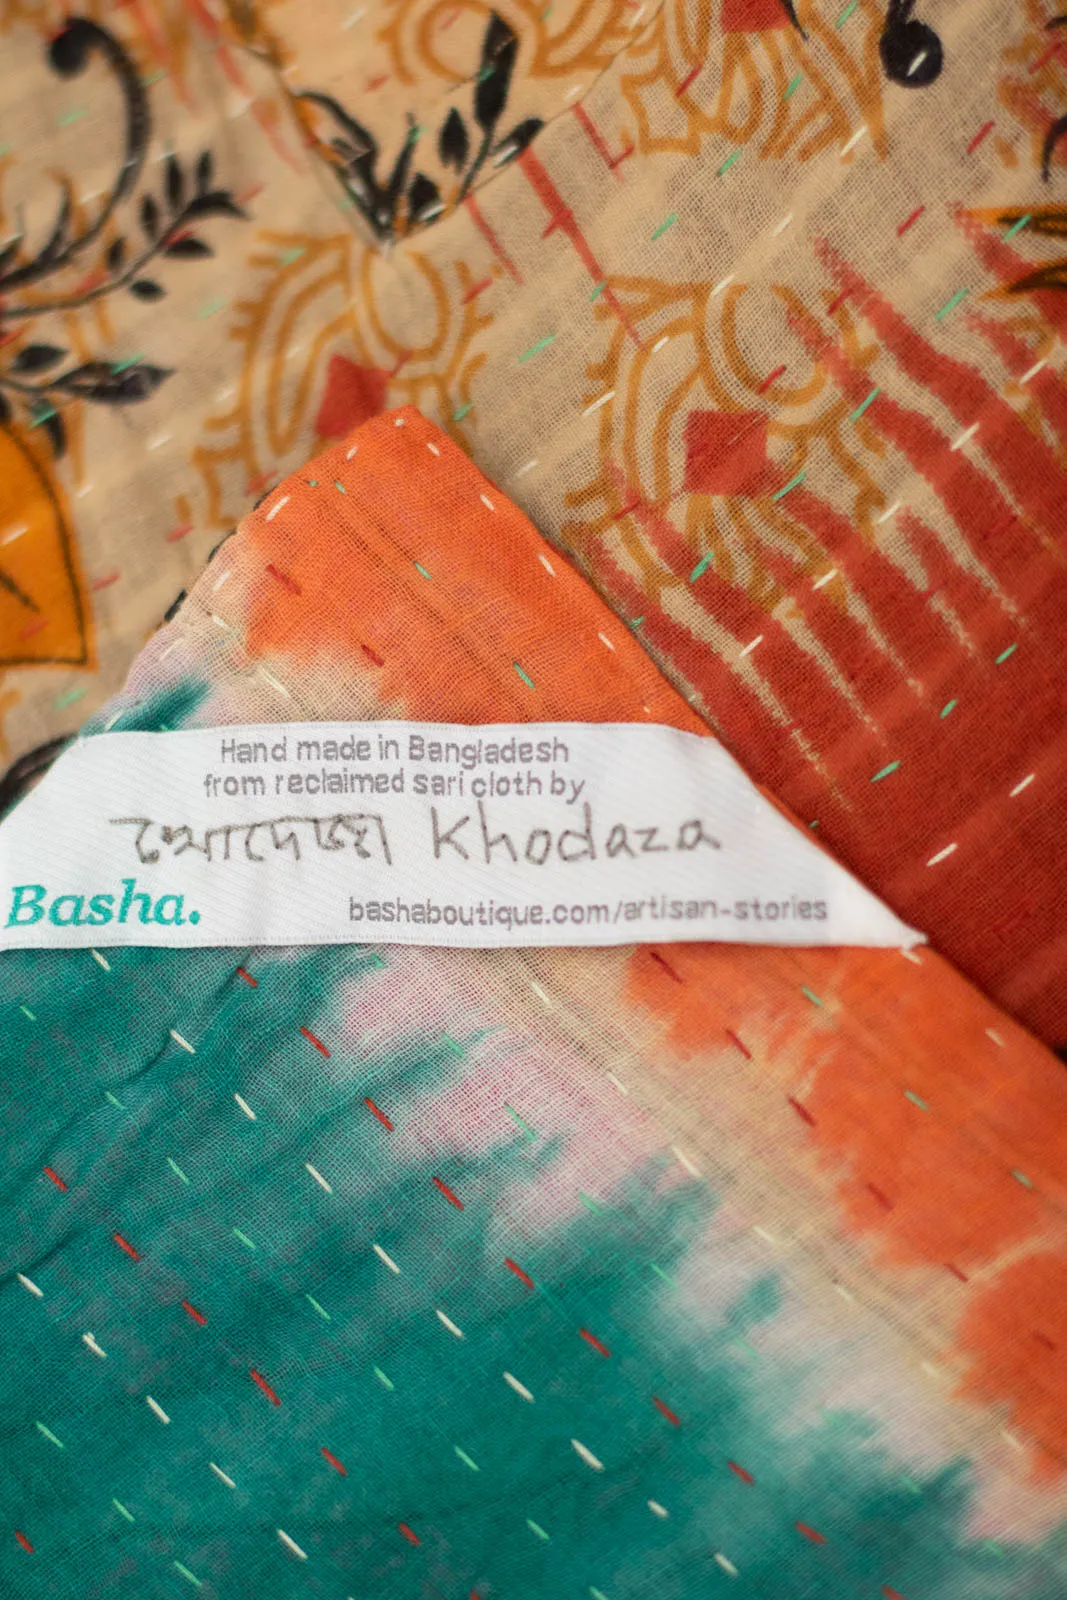 Hand made in Bangladesh
from reclaimed sari cloth by
খোদেজা Khodaza
Basha.
bashaboutique.com/artisan-stories